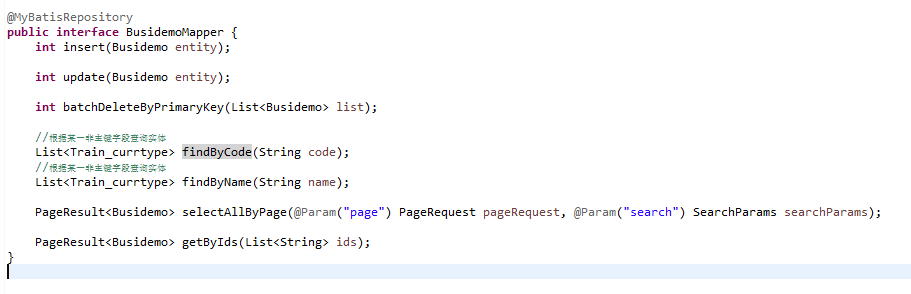 @MyBatisRepository
public interface BusidemoMapper {
int insert(Busidemo entity);
int update(Busidemo entity);
int batchDeleteByPrimaryKey(List<Busidemo> list);
//根据某一非主键字段查询实体
List<Train_currtype> findByCode(String code);
//根据某一非主键字段查询实体
List<Train_currtype> findByName(String name);
PageResult<Busidemo> selectAllByPage(@Param("page") PageRequest pageRequest, @Param("search") SearchParams searchParams);
PageResult<Busidemo> getByIds(List<String> ids);
}